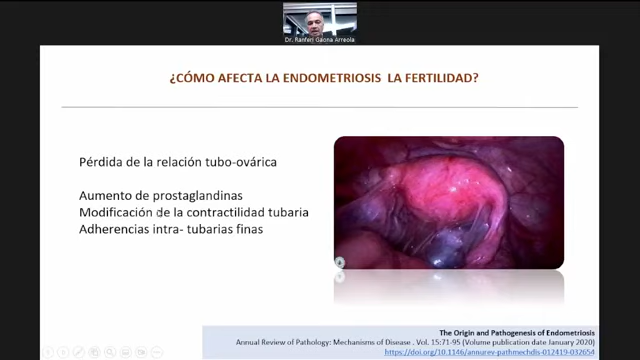 Dr. Ranferi Gaona Arreola
¿CÓMO AFECTA LA ENDOMETRIOSIS LA FERTILIDAD?
Pérdida de la relación tubo-ovárica
Aumento de prostaglandinas
Modificación de la contractilidad tubaria
Adherencias intra- tubarias finas
The Origin and Pathogenesis of Endometriosis
Annual Review of Pathology: Mechanisms of Disease . Vol. 15:71-95 (Volume publication date January 2020)
https://doi.org/10.1146/annurev-pathmechdis-012419-032654